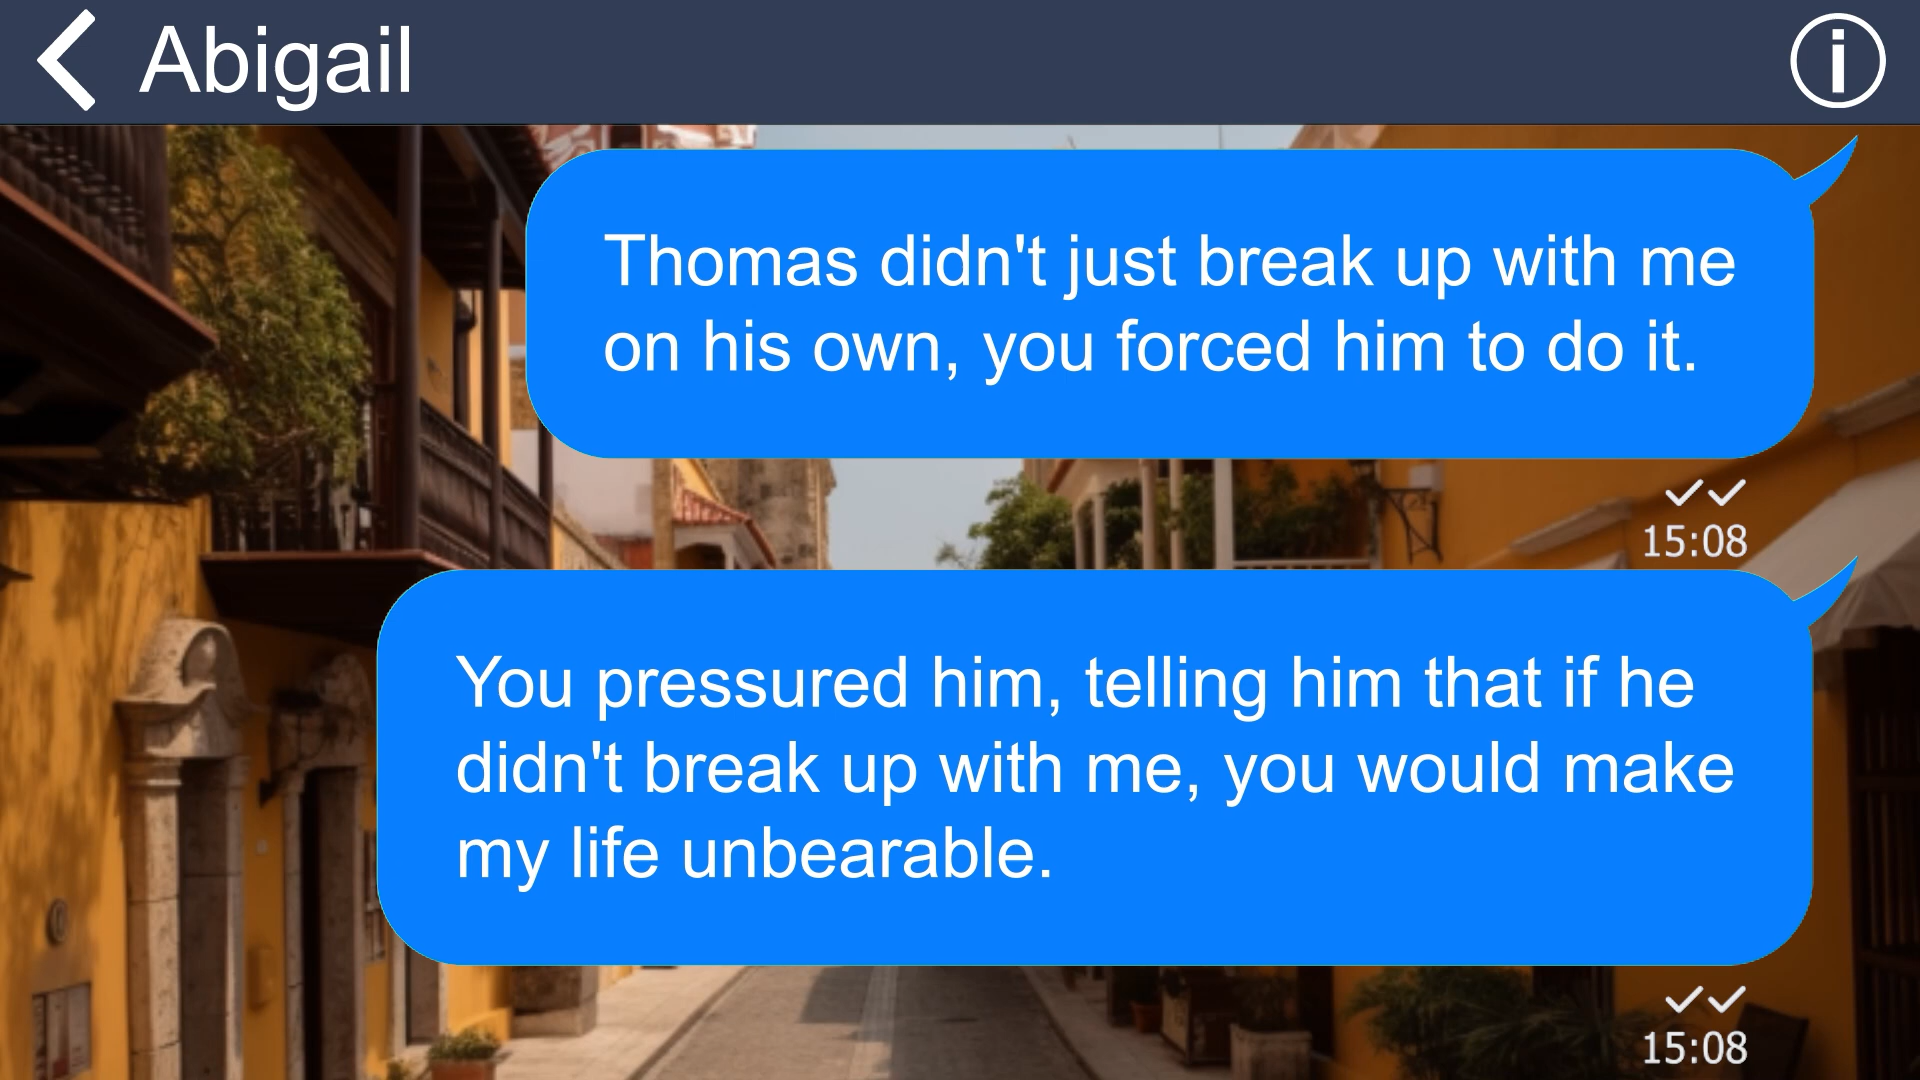 Abigail
Thomas didn't just break up with me
on his own, you forced him to do it.
15:08
You pressured him, telling him that if he
didn't break up with me, you would make
my life unbearable.
15:08